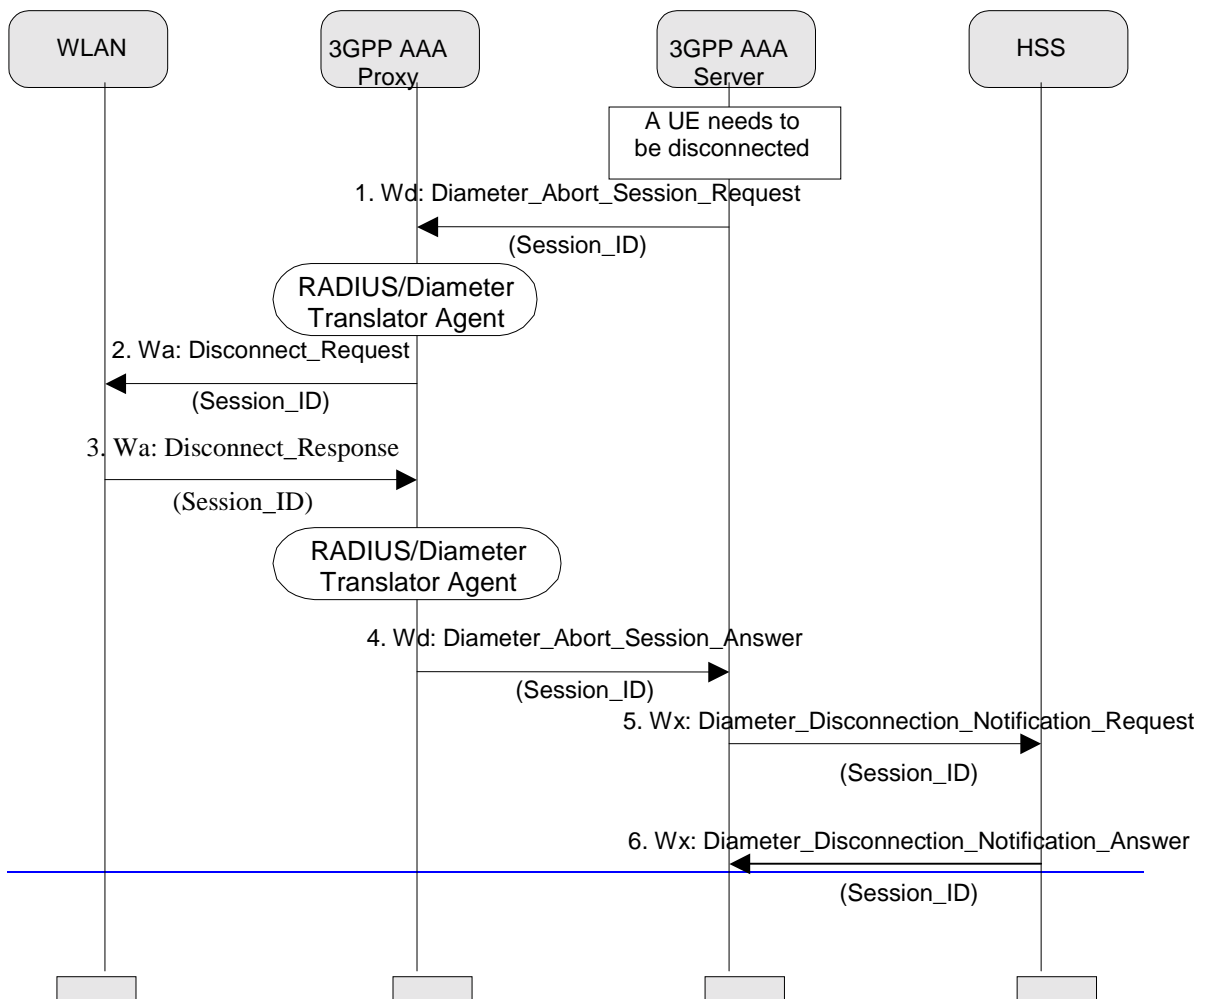 WLAN
3GPP AAA
Proxy
3GPP AAA
Server
HSS
A UE needs to
be disconnected
1. Wd: Diameter_Abort_Session_Request
(Session_ID)
RADIUS/Diameter
Translator Agent
2. Wa: Disconnect_Request
(Session_ID)
3. Wa: Disconnect_Response
(Session_ID)
RADIUS/Diameter
Translator Agent
4. Wd: Diameter_Abort_Session_Answer
(Session_ID)
5. Wx: Diameter_Disconnection_Notification_Request
(Session_ID)
6. Wx: Diameter_Disconnection_Notification_Answer
(Session_ID)